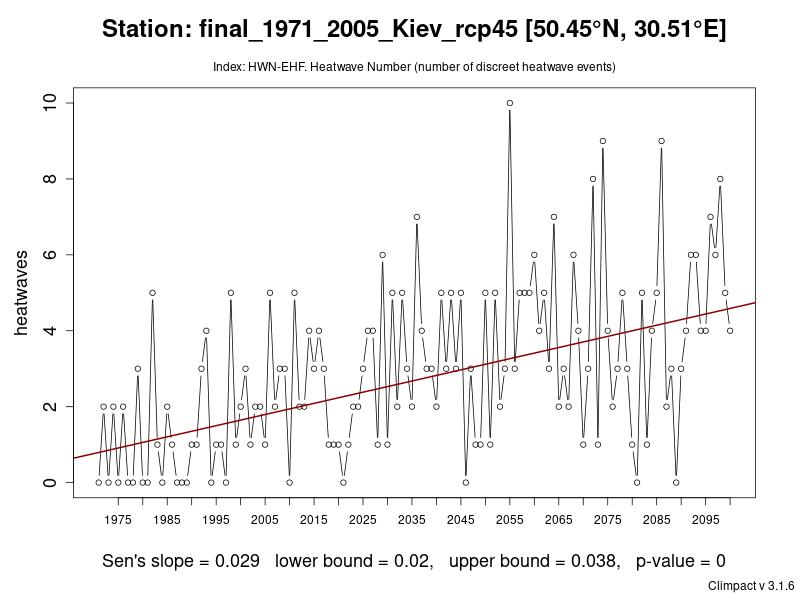 Station: final_1971_2005_Kiev_rcp45 [50.45°N, 30.51°E]
Index: HWN-EHF. Heatwave Number (number of discreet heatwave events)
10
8
6
4
2
0
heatwaves
1975 1985 1995 2005 2015 2025 2035 2045 2055 2065 2075 2085 2095
Sen's slope = 0.029 lower bound = 0.02, upper bound = 0.038, p-value = 0
Climpact v 3.1.6